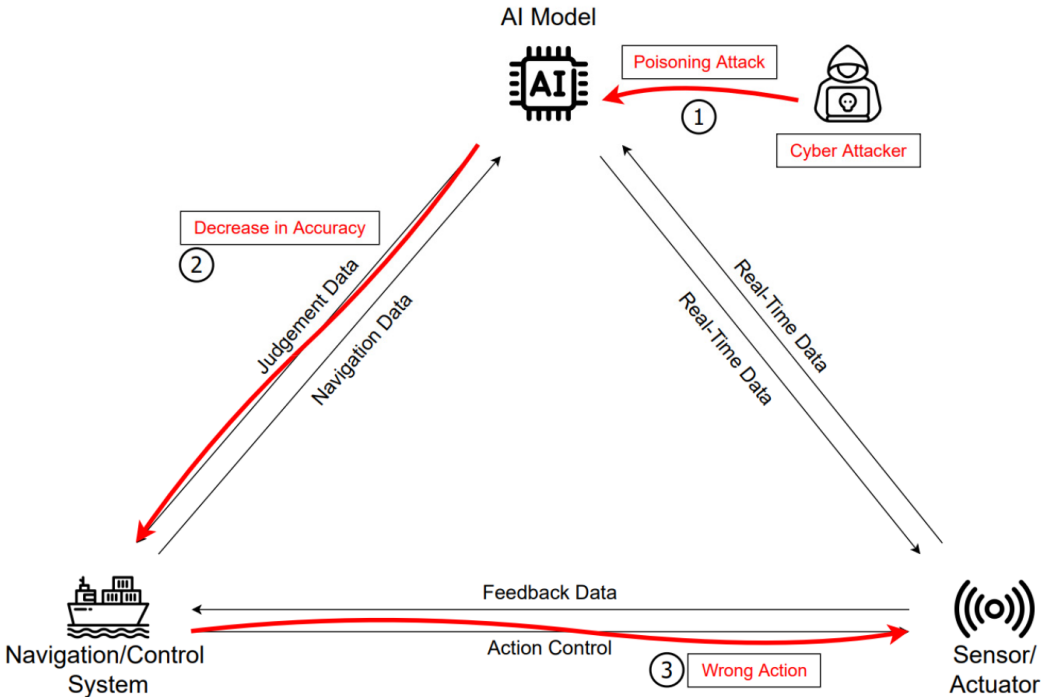 AI Model
AI
Poisoning Attack
1
Cyber Attacker
Decrease in Accuracy
2
Judgement Data
Navigation Data
Real-Time Data
Real-Time Data
Feedback Data
Action Control
3
Wrong Action
Navigation/Control
System
Sensor/
Actuator